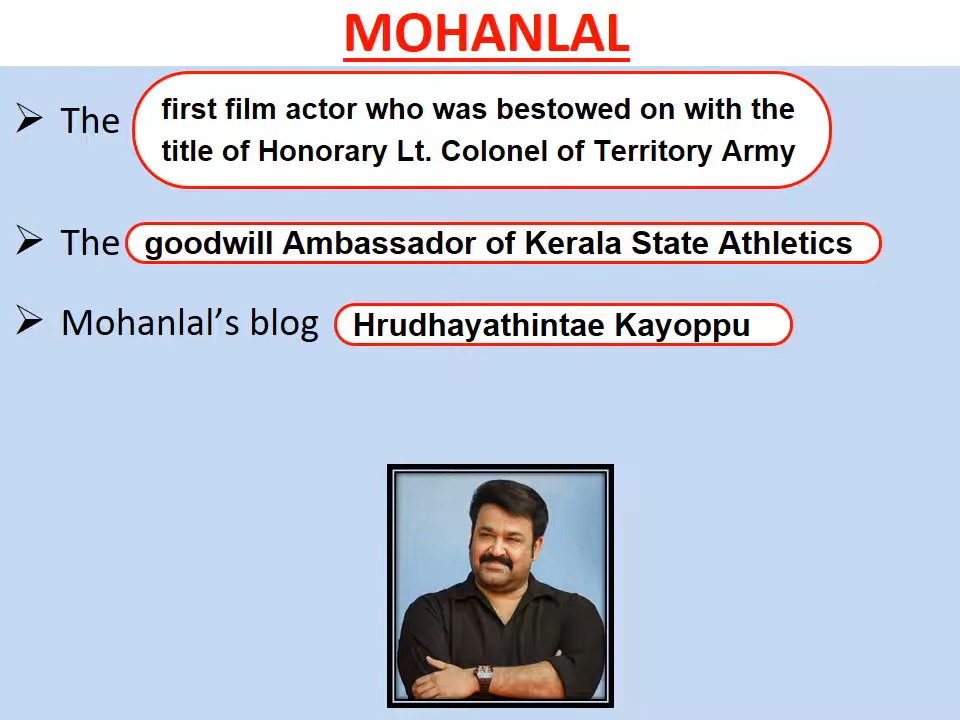 MOHANLAL
➢ The first film actor who was bestowed on with the
title of Honorary Lt. Colonel of Territory Army
➢ The goodwill Ambassador of Kerala State Athletics
➢ Mohanlal’s blog Hrudhayathintae Kayoppu